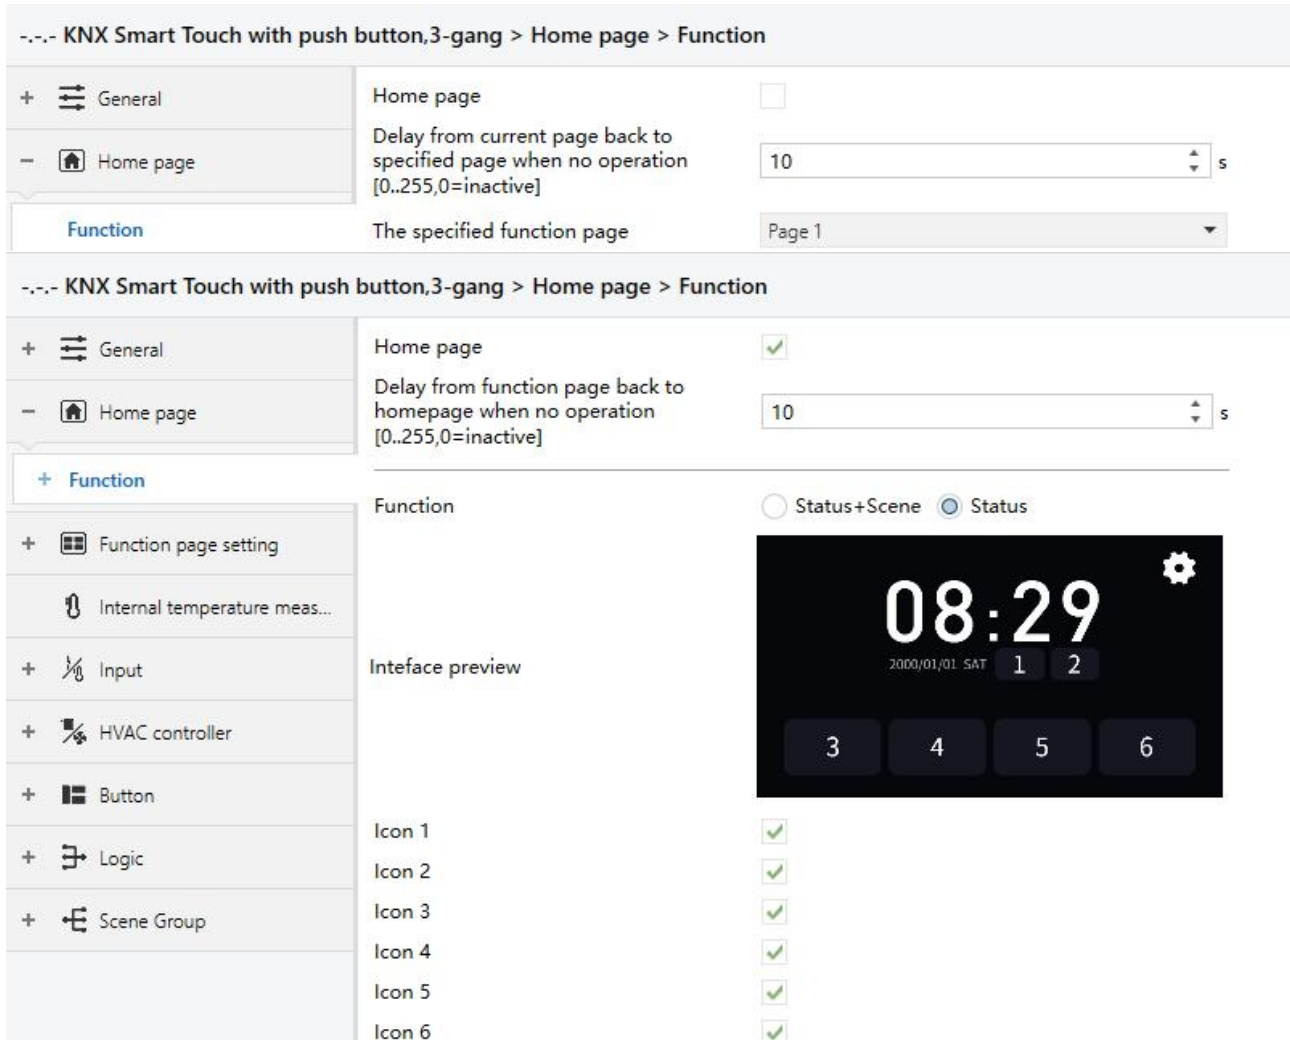 -.-.- KNX Smart Touch with push button,3-gang > Home page > Function
+ General
Home page
Delay from current page back to
specified page when no operation
[0..255,0=inactive]
10 s
− Home page
Function
The specified function page
Page 1
-.-.- KNX Smart Touch with push button,3-gang > Home page > Function
+ General
Home page
Delay from function page back to
homepage when no operation
[0..255,0=inactive]
10 s
− Home page
+ Function
Function
Status+Scene Status
+ Function page setting
Internal temperature meas...
+ Input
+ HVAC controller
+ Button
+ Logic
+ Scene Group
Inteface preview
08:29
2000/01/01 SAT 1 2
3 4 5 6
Icon 1
Icon 2
Icon 3
Icon 4
Icon 5
Icon 6